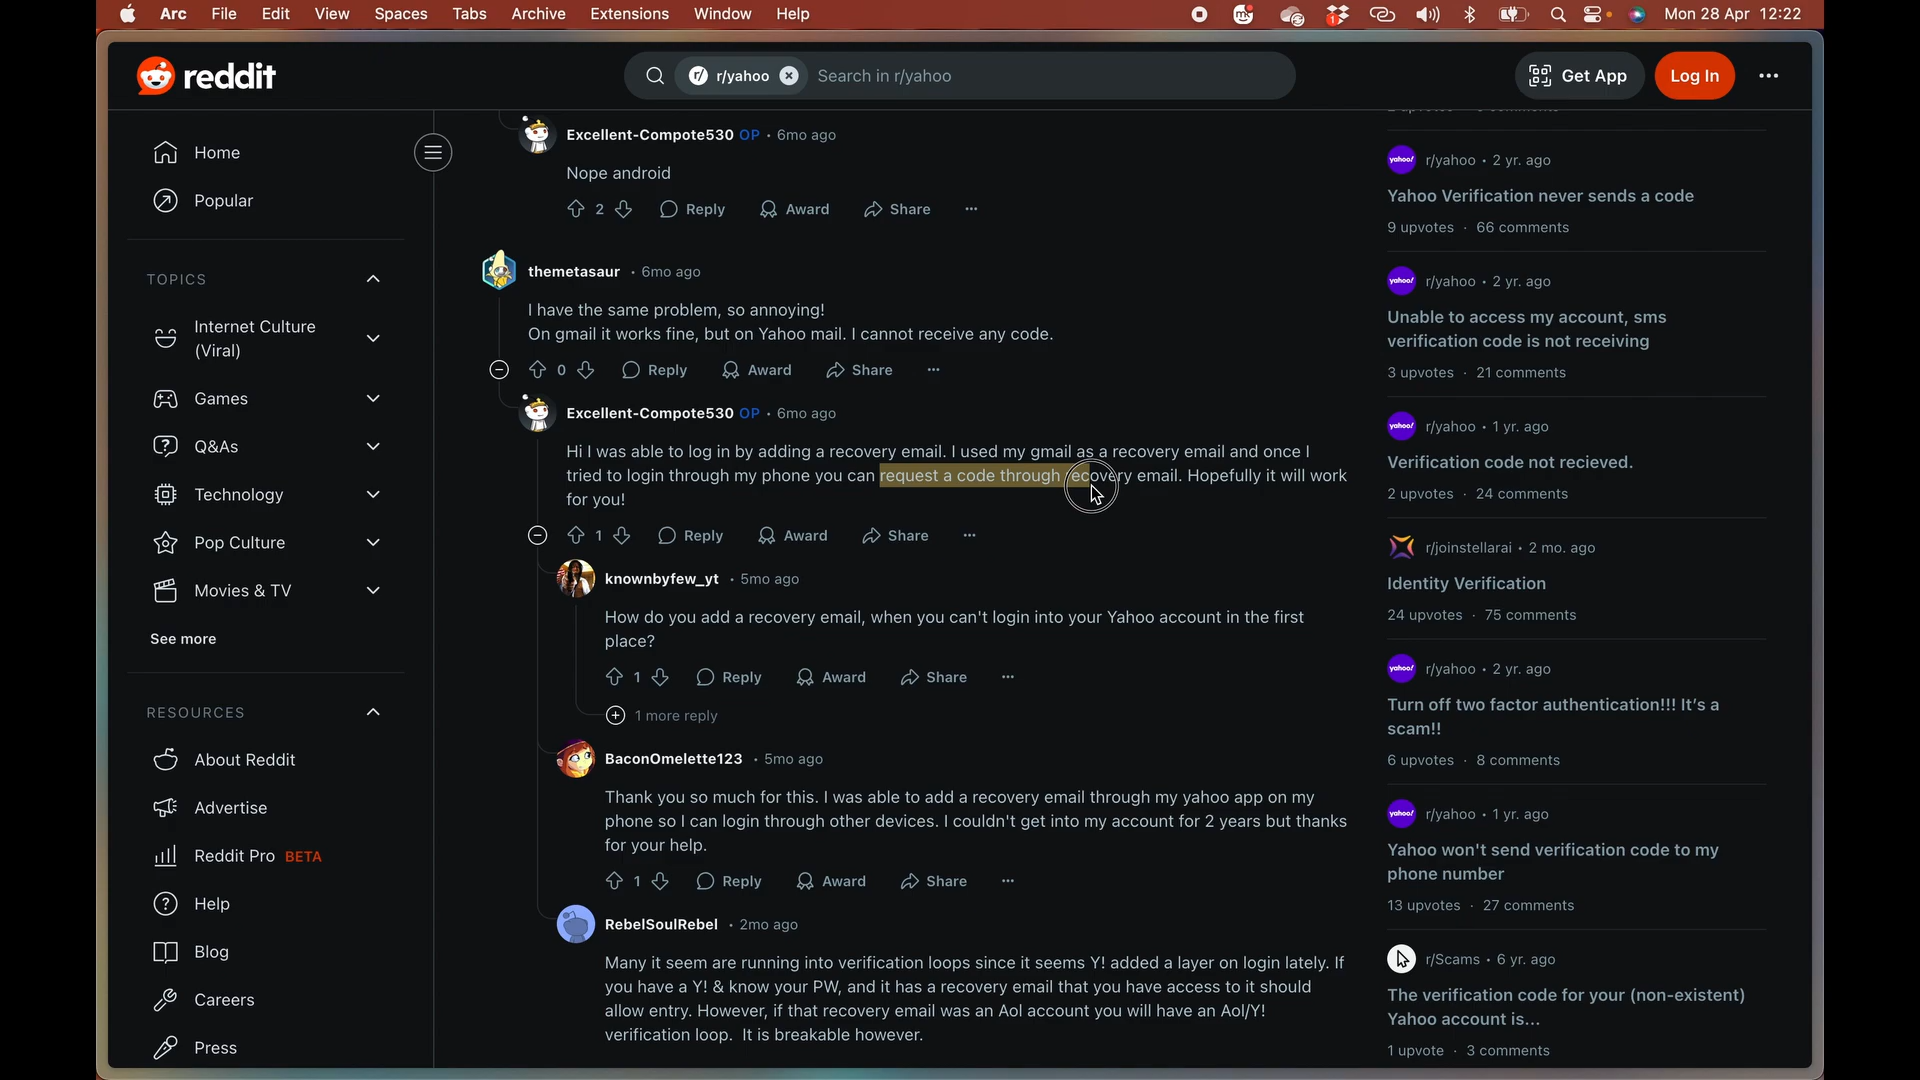 Arc File Edit View Spaces Tabs Archive Extensions Window Help Mon 28 Apr 12:22
reddit
r/yahoo Search in r/yahoo
Get App
Log In
Home
Popular
TOPICS
Internet Culture
(Viral)
Games
Q&As
Technology
Pop Culture
Movies & TV
See more
RESOURCES
About Reddit
Advertise
Reddit Pro BETA
Help
Blog
Careers
Press
Excellent-Compote530 OP • 6mo ago
Nope android
2 Reply Award Share
themetasaur • 6mo ago
I have the same problem, so annoying!
On gmail it works fine, but on Yahoo mail. I cannot receive any code.
0 Reply Award Share
Excellent-Compote530 OP • 6mo ago
Hi I was able to log in by adding a recovery email. I used my gmail as a recovery email and once I
tried to login through my phone you can request a code through recovery email. Hopefully it will work
for you!
1 Reply Award Share
knownbyfew_yt • 5mo ago
How do you add a recovery email, when you can't login into your Yahoo account in the first
place?
1 Reply Award Share
1 more reply
BaconOmelette123 • 5mo ago
Thank you so much for this. I was able to add a recovery email through my yahoo app on my
phone so I can login through other devices. I couldn't get into my account for 2 years but thanks
for your help.
1 Reply Award Share
RebelSoulRebel • 2mo ago
Many it seem are running into verification loops since it seems Y! added a layer on login lately. If
you have a Y! & know your PW, and it has a recovery email that you have access to it should
allow entry. However, if that recovery email was an Aol account you will have an Aol/Y!
verification loop. It is breakable however.
yahoo! r/yahoo • 2 yr. ago
Yahoo Verification never sends a code
9 upvotes · 66 comments
yahoo! r/yahoo • 2 yr. ago
Unable to access my account, sms
verification code is not receiving
3 upvotes · 21 comments
yahoo! r/yahoo • 1 yr. ago
Verification code not recieved.
2 upvotes · 24 comments
r/joinstellarai • 2 mo. ago
Identity Verification
24 upvotes · 75 comments
yahoo! r/yahoo • 2 yr. ago
Turn off two factor authentication!!! It's a
scam!!
6 upvotes · 8 comments
yahoo! r/yahoo • 1 yr. ago
Yahoo won't send verification code to my
phone number
13 upvotes · 27 comments
r/Scams • 6 yr. ago
The verification code for your (non-existent)
Yahoo account is...
1 upvote · 3 comments